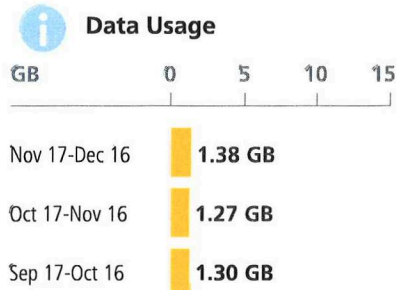 Data Usage
GB 0 5 10 15
Nov 17-Dec 16 1.38 GB
Oct 17-Nov 16 1.27 GB
Sep 17-Oct 16 1.30 GB